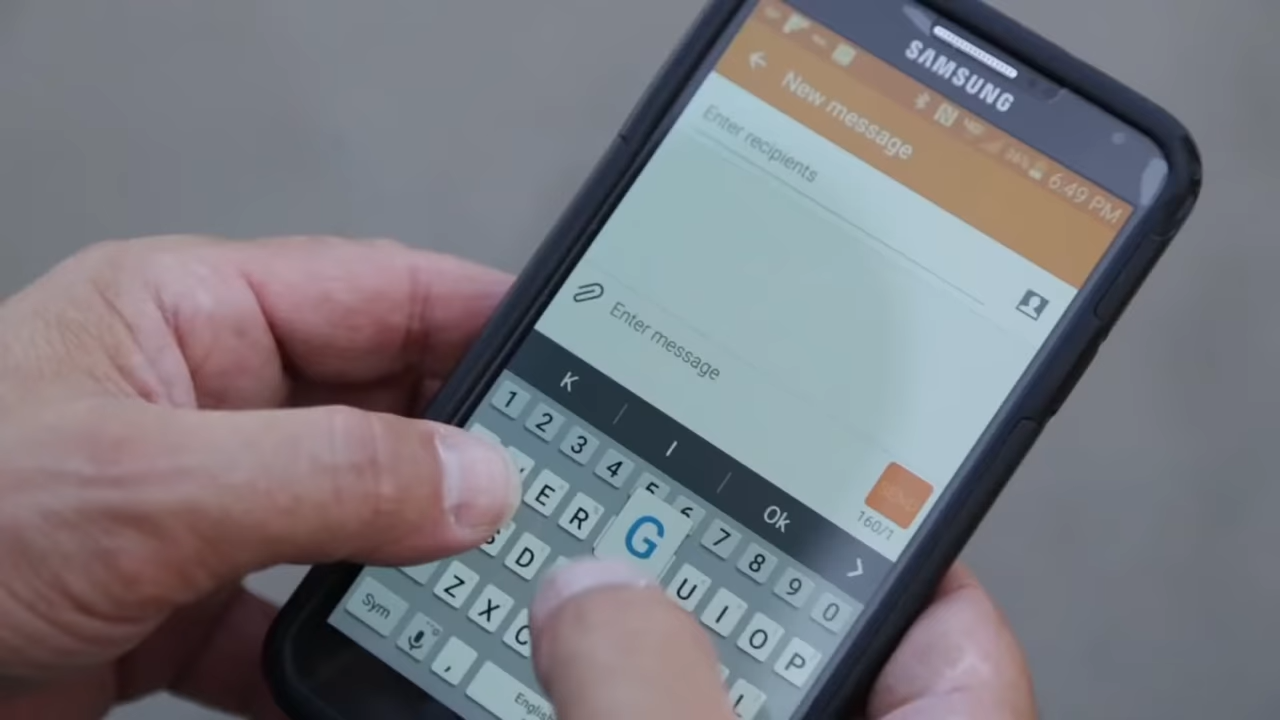 SAMSUNG
6:49 PM
New message
Enter recipients
Enter message
160/1
K I Ok
1 2 3 4 5 6 7 8 9 0
E R G U I O P
S D L
Z X C
Sym , English